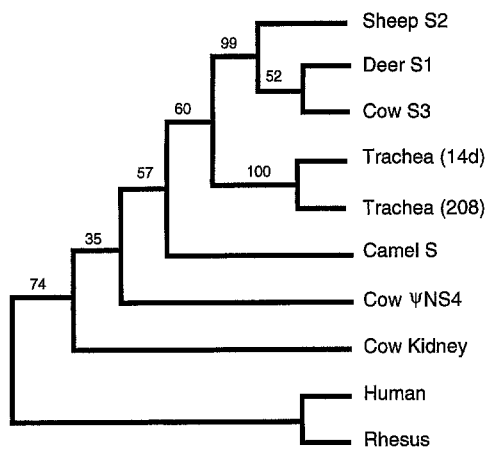 Sheep S2
99
Deer S1
52
Cow S3
60
Trachea (14d)
100
57
Trachea (208)
35
Camel S
74
Cow ΨNS4
Cow Kidney
Human
Rhesus